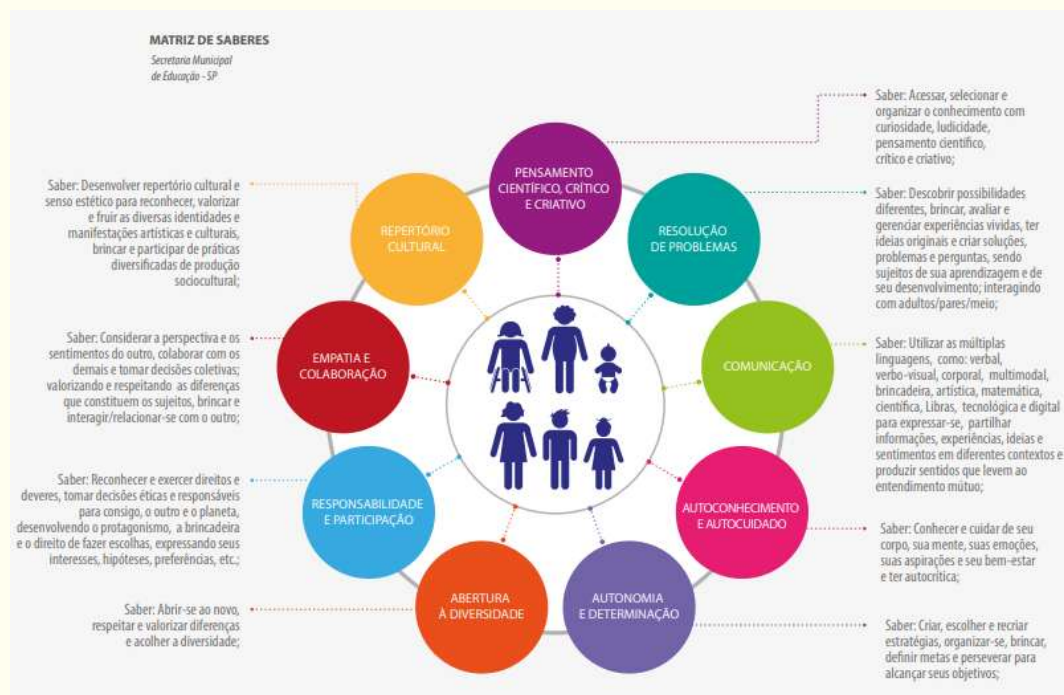 MATRIZ DE SABERES
Secretaria Municipal
de Educação - SP
PENSAMENTO
CIENTÍFICO, CRÍTICO
E CRIATIVO
Saber: Acessar, selecionar e
organizar o conhecimento com
curiosidade, ludicidade,
pensamento científico,
crítico e criativo;
RESOLUÇÃO
DE PROBLEMAS
Saber: Descobrir possibilidades
diferentes, brincar, avaliar e
gerenciar experiências vividas, ter
ideias originais e criar soluções,
problemas e perguntas, sendo
sujeitos de sua aprendizagem e de
seu desenvolvimento; interagindo
com adultos/pares/meio;
COMUNICAÇÃO
Saber: Utilizar as múltiplas
linguagens, como: verbal,
verbo-visual, corporal, multimodal,
brincadeira, artística, matemática,
científica, Libras, tecnológica e digital
para expressar-se, partilhar
informações, experiências, ideias e
sentimentos em diferentes contextos e
produzir sentidos que levem ao
entendimento mútuo;
AUTOCONHECIMENTO
E AUTOCUIDADO
Saber: Conhecer e cuidar de seu
corpo, sua mente, suas emoções,
suas aspirações e seu bem-estar
e ter autocrítica;
AUTONOMIA
E DETERMINAÇÃO
Saber: Criar, escolher e recriar
estratégias, organizar-se, brincar,
definir metas e perseverar para
alcançar seus objetivos;
ABERTURA
À DIVERSIDADE
Saber: Abrir-se ao novo,
respeitar e valorizar diferenças
e acolher a diversidade;
RESPONSABILIDADE
E PARTICIPAÇÃO
Saber: Reconhecer e exercer direitos e
deveres, tomar decisões éticas e responsáveis
para consigo, o outro e o planeta,
desenvolvendo o protagonismo, a brincadeira
e o direito de fazer escolhas, expressando seus
interesses, hipóteses, preferências, etc.;
EMPATIA E
COLABORAÇÃO
Saber: Considerar a perspectiva e os
sentimentos do outro, colaborar com os
demais e tomar decisões coletivas;
valorizando e respeitando as diferenças
que constituem os sujeitos, brincar e
interagir/relacionar-se com o outro;
REPERTÓRIO
CULTURAL
Saber: Desenvolver repertório cultural e
senso estético para reconhecer, valorizar
e fruir as diversas identidades e
manifestações artísticas e culturais,
brincar e participar de práticas
diversificadas de produção
sociocultural;